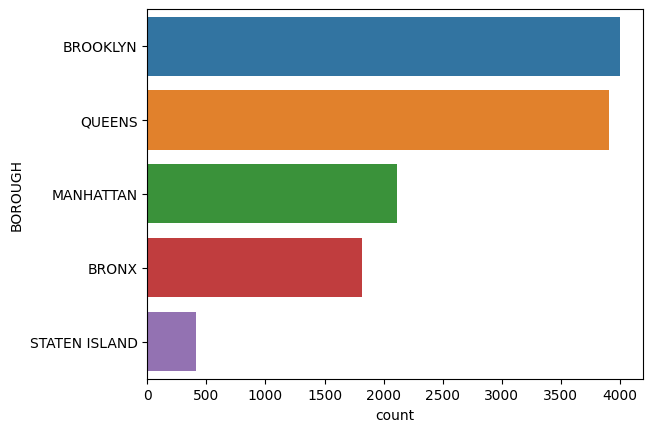 BROOKLYN
QUEENS
MANHATTAN
BRONX
STATEN ISLAND
BOROUGH
0 500 1000 1500 2000 2500 3000 3500 4000
count